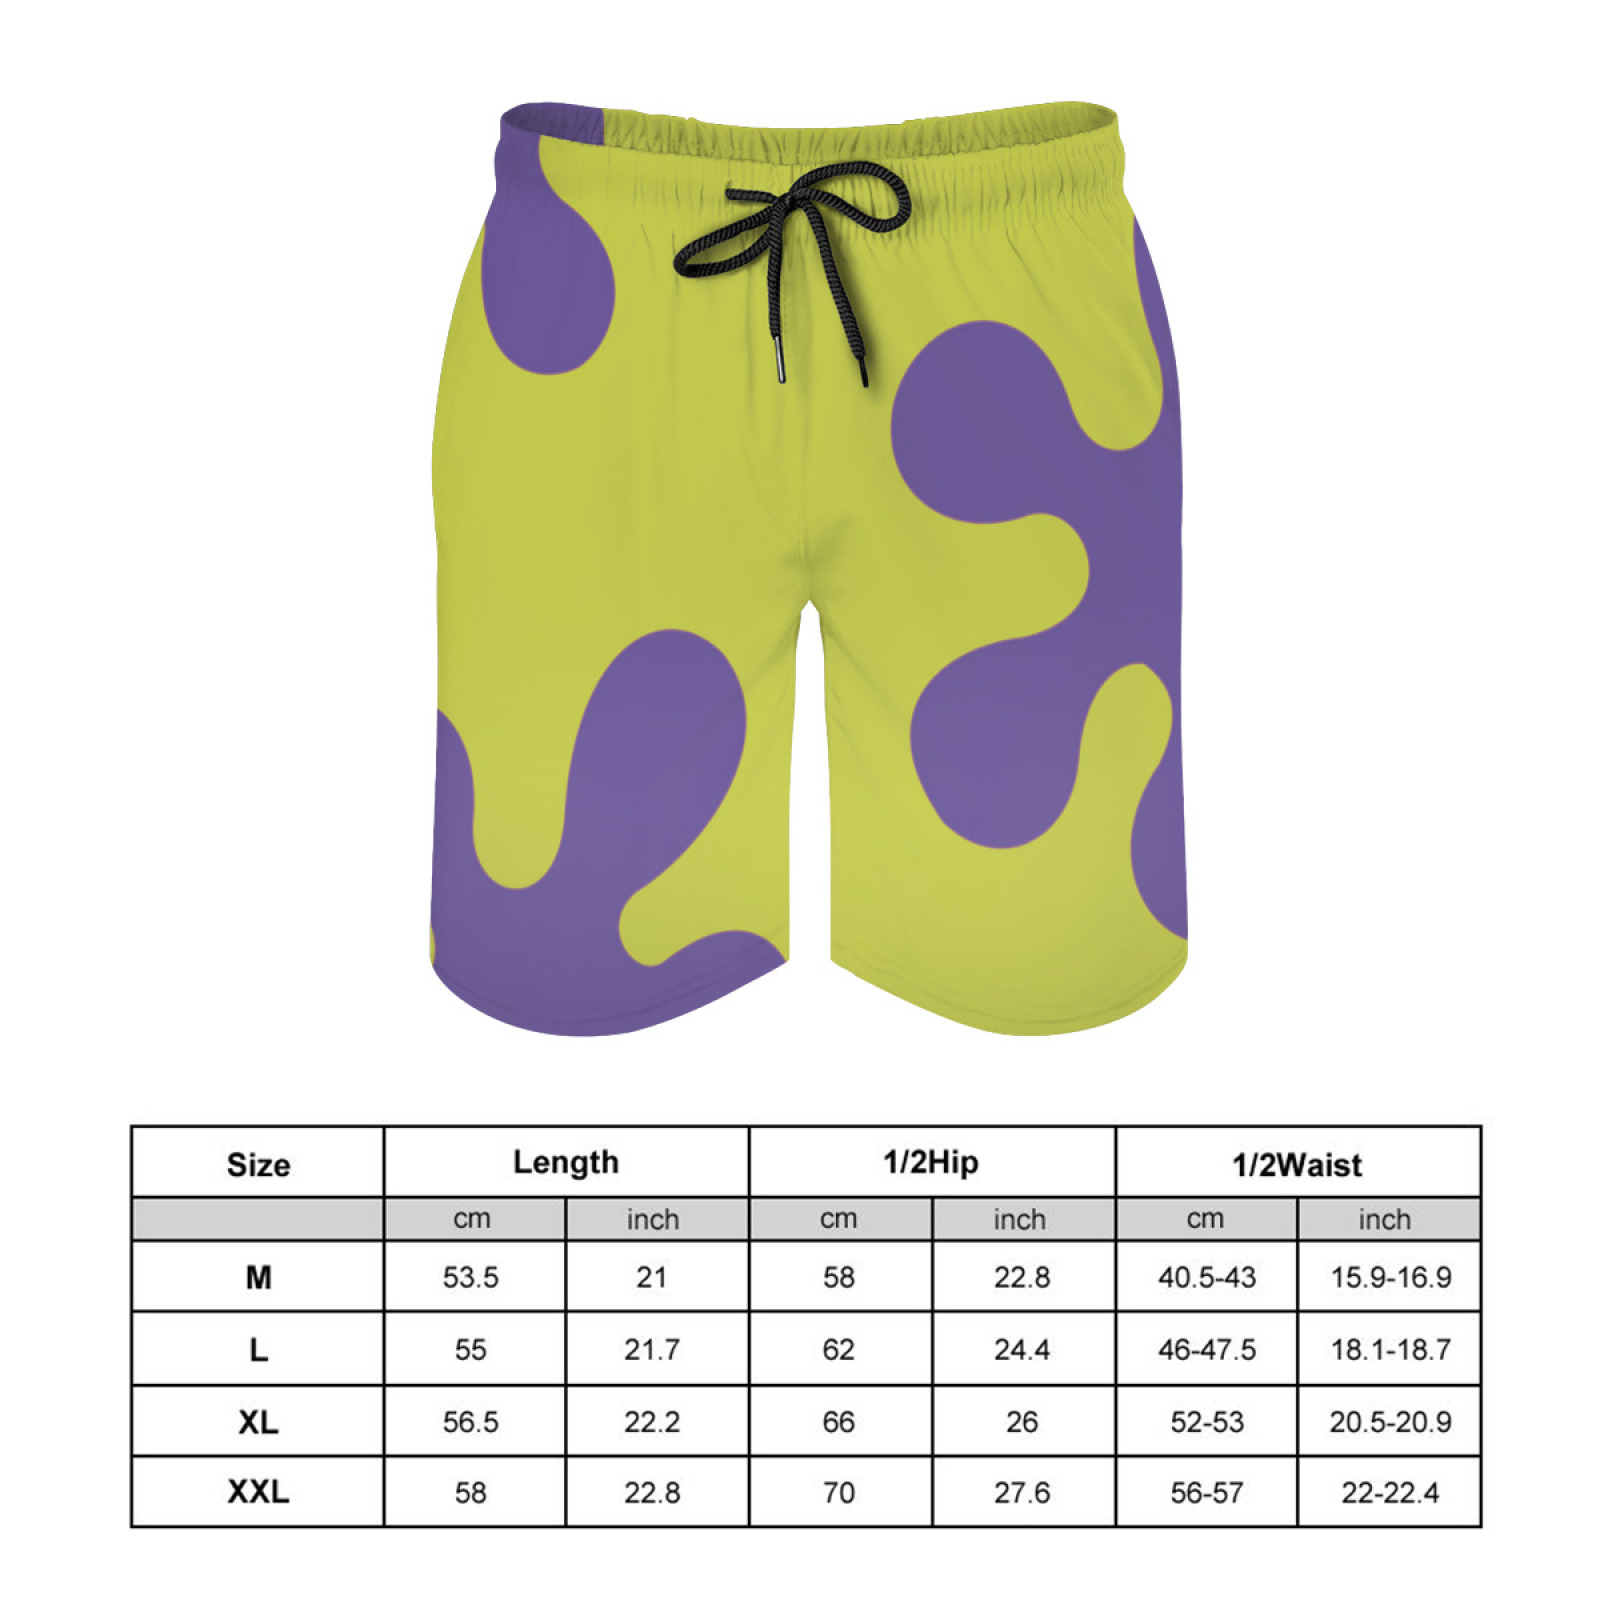 Size Length 1/2Hip 1/2Waist
cm inch cm inch cm inch
M 53.5 21 58 22.8 40.5-43 15.9-16.9
L 55 21.7 62 24.4 46-47.5 18.1-18.7
XL 56.5 22.2 66 26 52-53 20.5-20.9
XXL 58 22.8 70 27.6 56-57 22-22.4